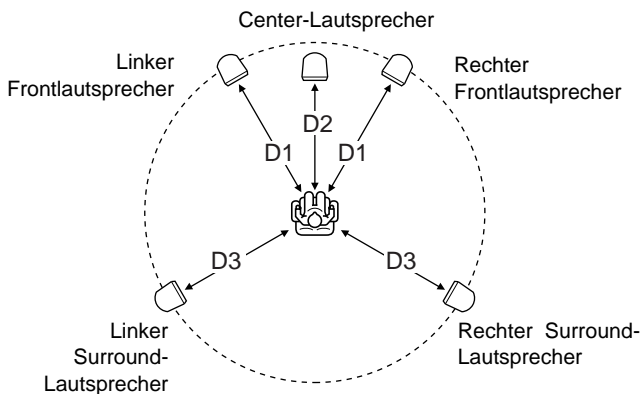 Center-Lautsprecher
Linker
Frontlautsprecher
Rechter
Frontlautsprecher
D2
D1
D1
D3
D3
Linker
Surround-
Lautsprecher
Rechter Surround-
Lautsprecher